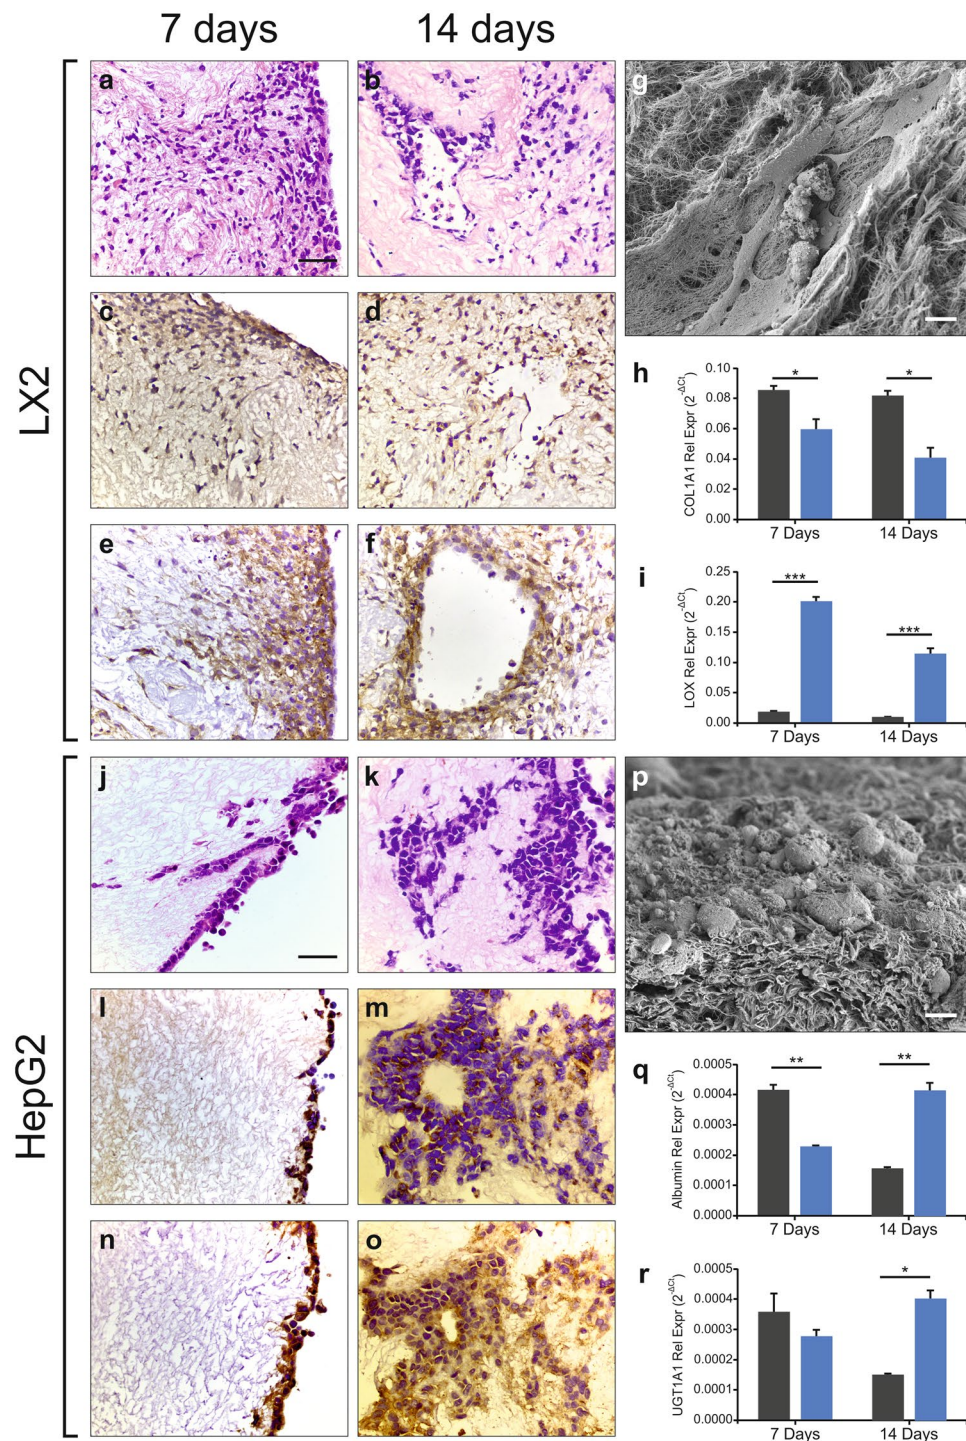 7 days 14 days
LX2
a
b
g
c
d
h
COL1A1 Rel Expr (2^-ΔCt)
0.10
0.08
0.06
0.04
0.02
0.00
*
*
7 Days 14 Days
e
f
i
LOX Rel Expr (2^-ΔCt)
0.25
0.20
0.15
0.10
0.05
0.00
***
***
7 Days 14 Days
HepG2
j
k
p
l
m
q
Albumin Rel Expr (2^-ΔCt)
0.0005
0.0004
0.0003
0.0002
0.0001
0.0000
**
**
7 Days 14 Days
n
o
r
UGT1A1 Rel Expr (2^-ΔCt)
0.0005
0.0004
0.0003
0.0002
0.0001
0.0000
*
7 Days 14 Days